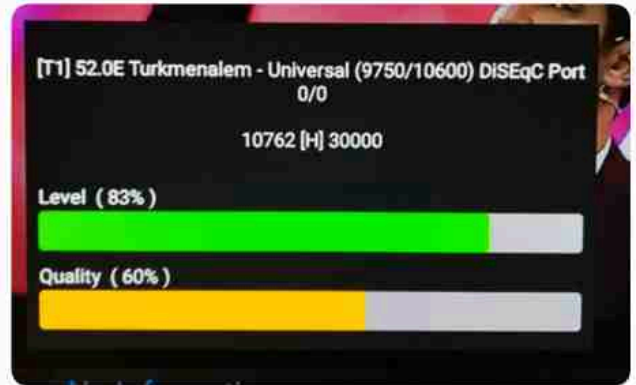 [T1] 52.0E Turkmenalem - Universal (9750/10600) DiSEqC Port
0/0
10762 [H] 30000
Level ( 83% )
Quality ( 60% )